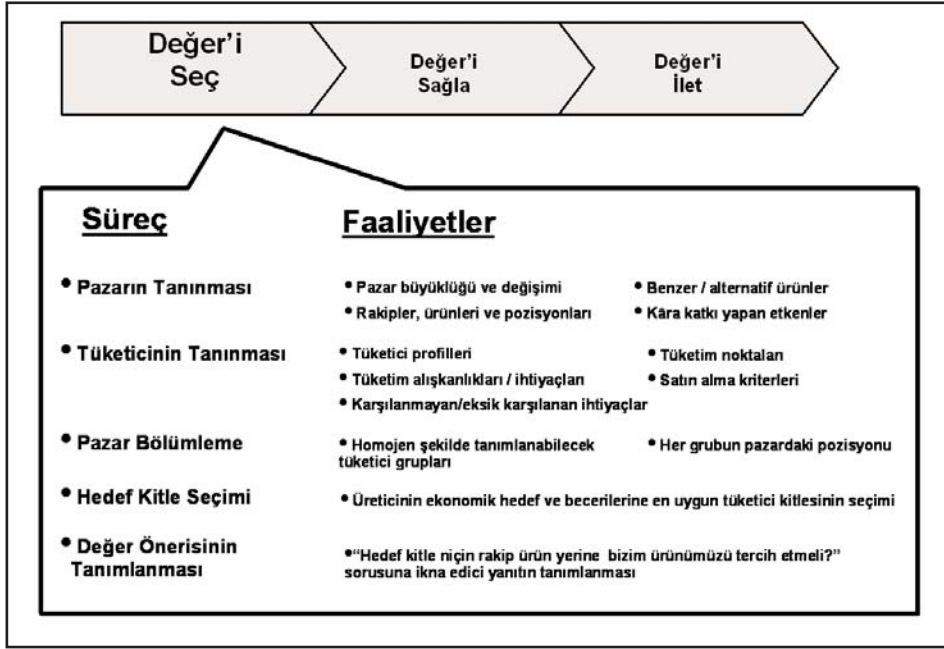 Değer'i
Seç
Değer'i
Sağla
Değer'i
İlet
Süreç
Faaliyetler
• Pazarın Tanınması
• Pazar büyüklüğü ve değişimi
• Benzer / alternatif ürünler
• Rakipler, ürünleri ve pozisyonları
• Kâra katkı yapan etkenler
• Tüketicinin Tanınması
• Tüketici profilleri
• Tüketim noktaları
• Tüketim alışkanlıkları / ihtiyaçları
• Satın alma kriterleri
• Karşılanmayan/eksik karşılanan ihtiyaçlar
• Pazar Bölümleme
• Homojen şekilde tanımlanabilecek
tüketici grupları
• Her grubun pazardaki pozisyonu
• Hedef Kitle Seçimi
• Üreticinin ekonomik hedef ve becerilerine en uygun tüketici kitlesinin seçimi
• Değer Önerisinin
Tanımlanması
•"Hedef kitle niçin rakip ürün yerine bizim ürünümüzü tercih etmeli?"
sorusuna ikna edici yanıtın tanımlanması